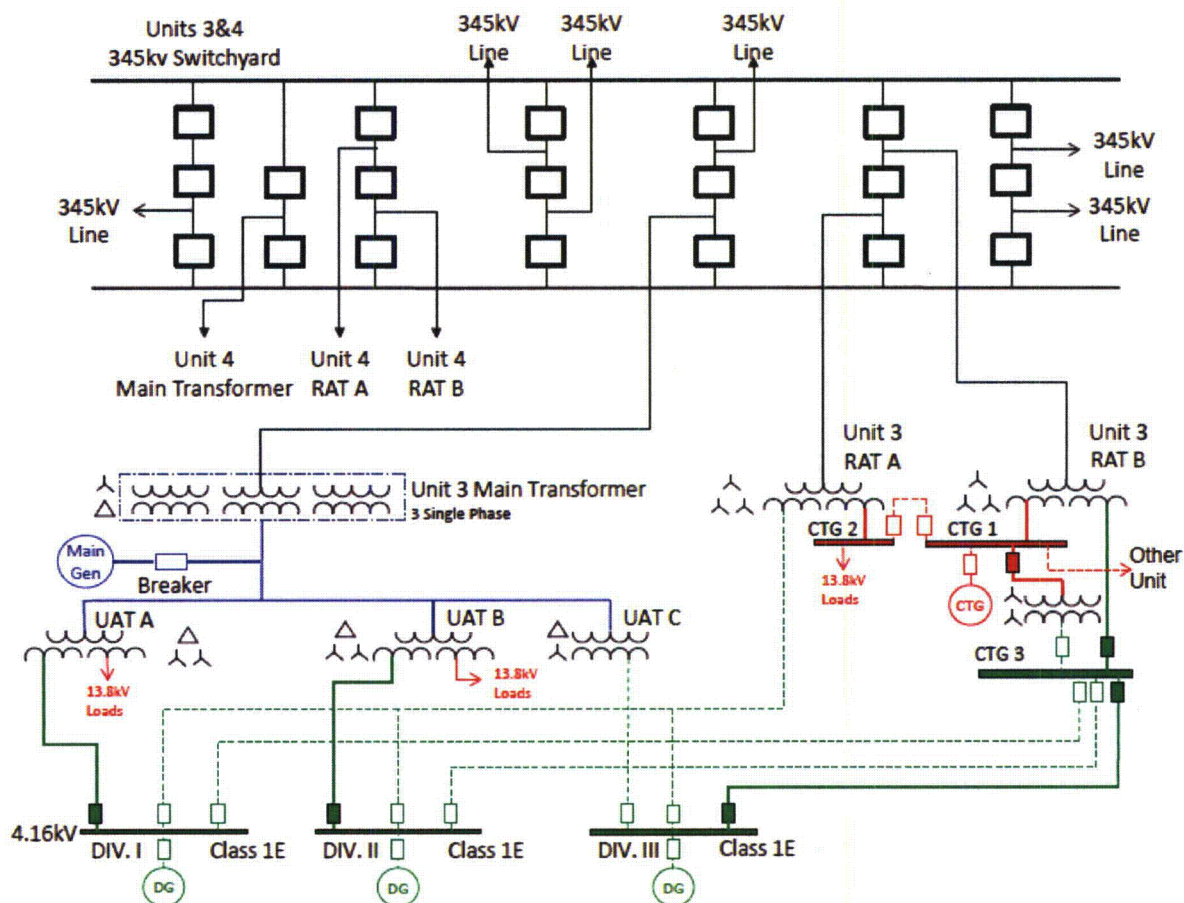 Units 3&4
345kv Switchyard
345kV
Line
345kV
Line
345kV
Line
345kV
Line
345kV
Line
345kV
Line
Unit 4
Main Transformer
Unit 4
RAT A
Unit 4
RAT B
Unit 3
RAT A
Unit 3
RAT B
Unit 3 Main Transformer
3 Single Phase
CTG 2
CTG 1
Main
Gen
Breaker
13.8kV
Loads
CTG
Other
Unit
UAT A
UAT B
UAT C
CTG 3
13.8kV
Loads
13.8kV
Loads
4.16kV
DIV. I
Class 1E
DIV. II
Class 1E
DIV. III
Class 1E
DG
DG
DG